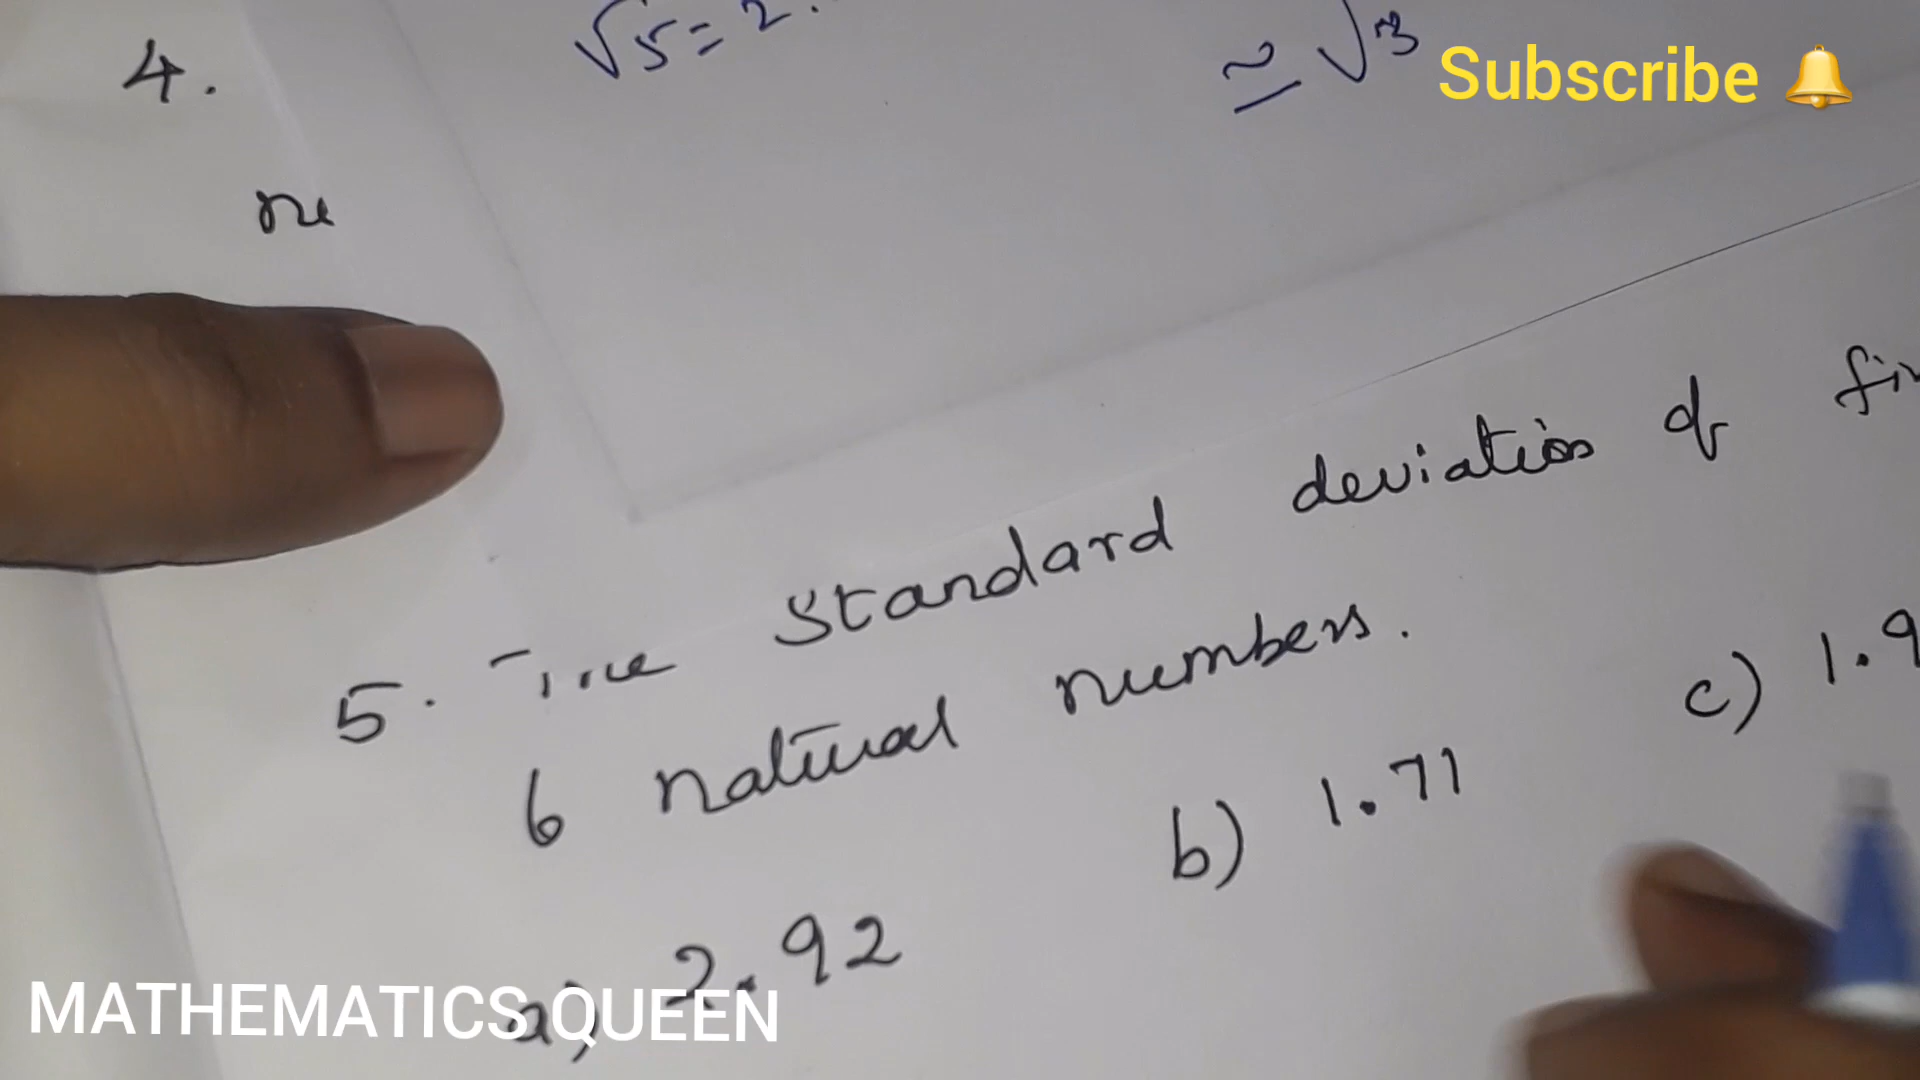 4.
√5 = 2.
≃ √3
Subscribe 🔔
5. The Standard deviation of
6 natural numbers.
a) 2.92 b) 1.71 c) 1.9
MATHEMATICS QUEEN